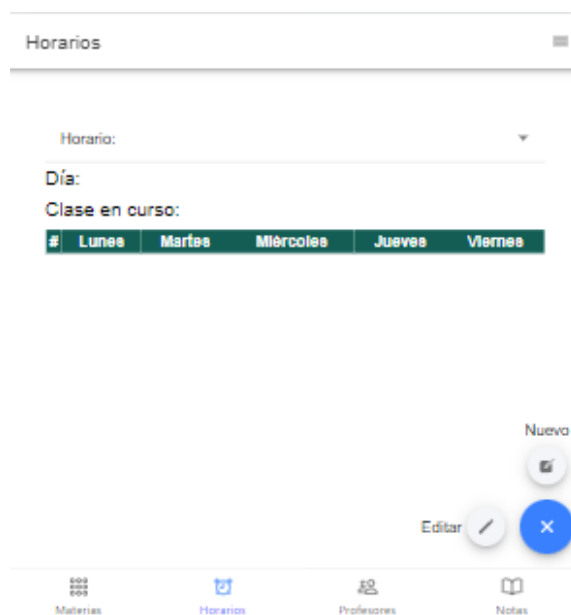 Horarios
Horario:
Día:
Clase en curso:
# Lunes Martes Miércoles Jueves Viernes
Nuevo
Editar
Materias Horarios Profesores Notas